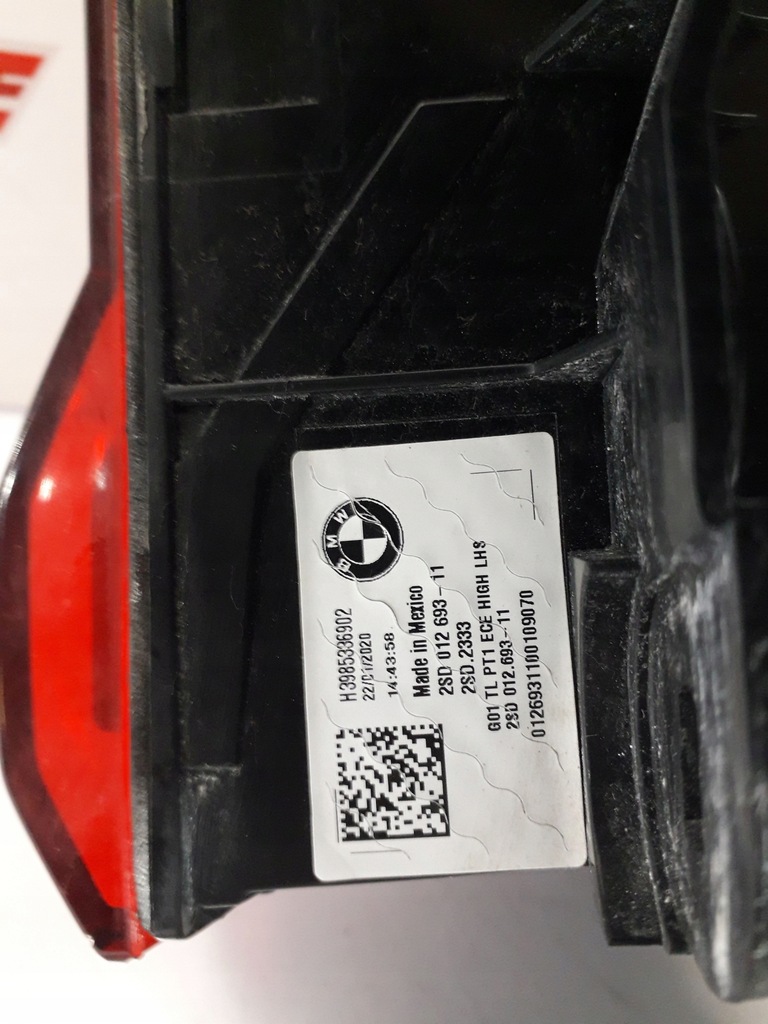 BMW
H3985336902
22/01/2020
14:43:58
Made in Mexico
2SD 012 693-11
2SD.2333
G01 TL PT1 ECE HIGH LHS
2SD 012.693-11
0126931100109070